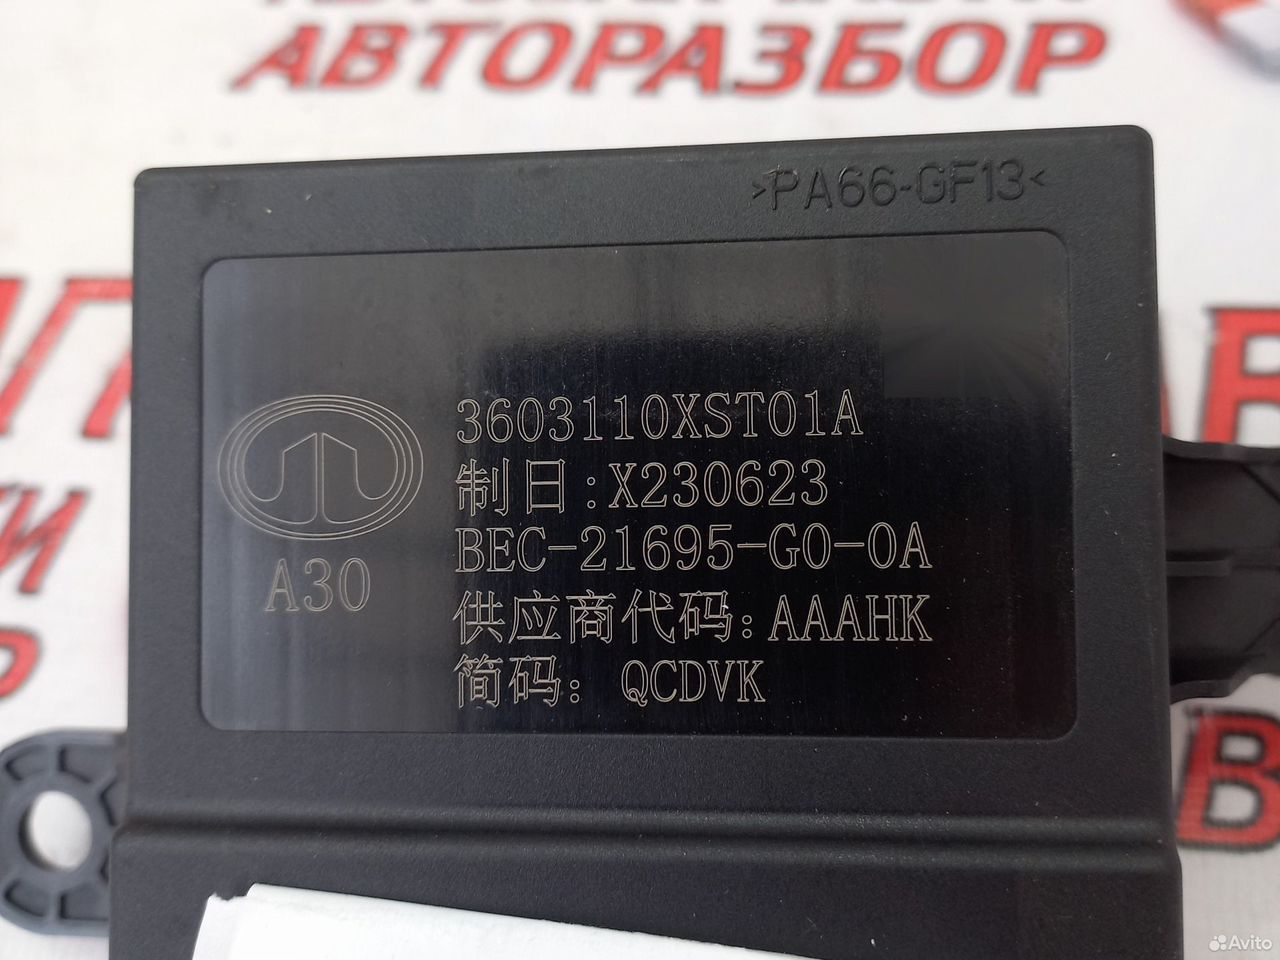 АВТОРАЗБОР
>PA66-GF13<
3603110XST01A
制日:X230623
BEC-21695-G0-0A
A30
供应商代码:AAAHK
简码: QCDVK
Avito